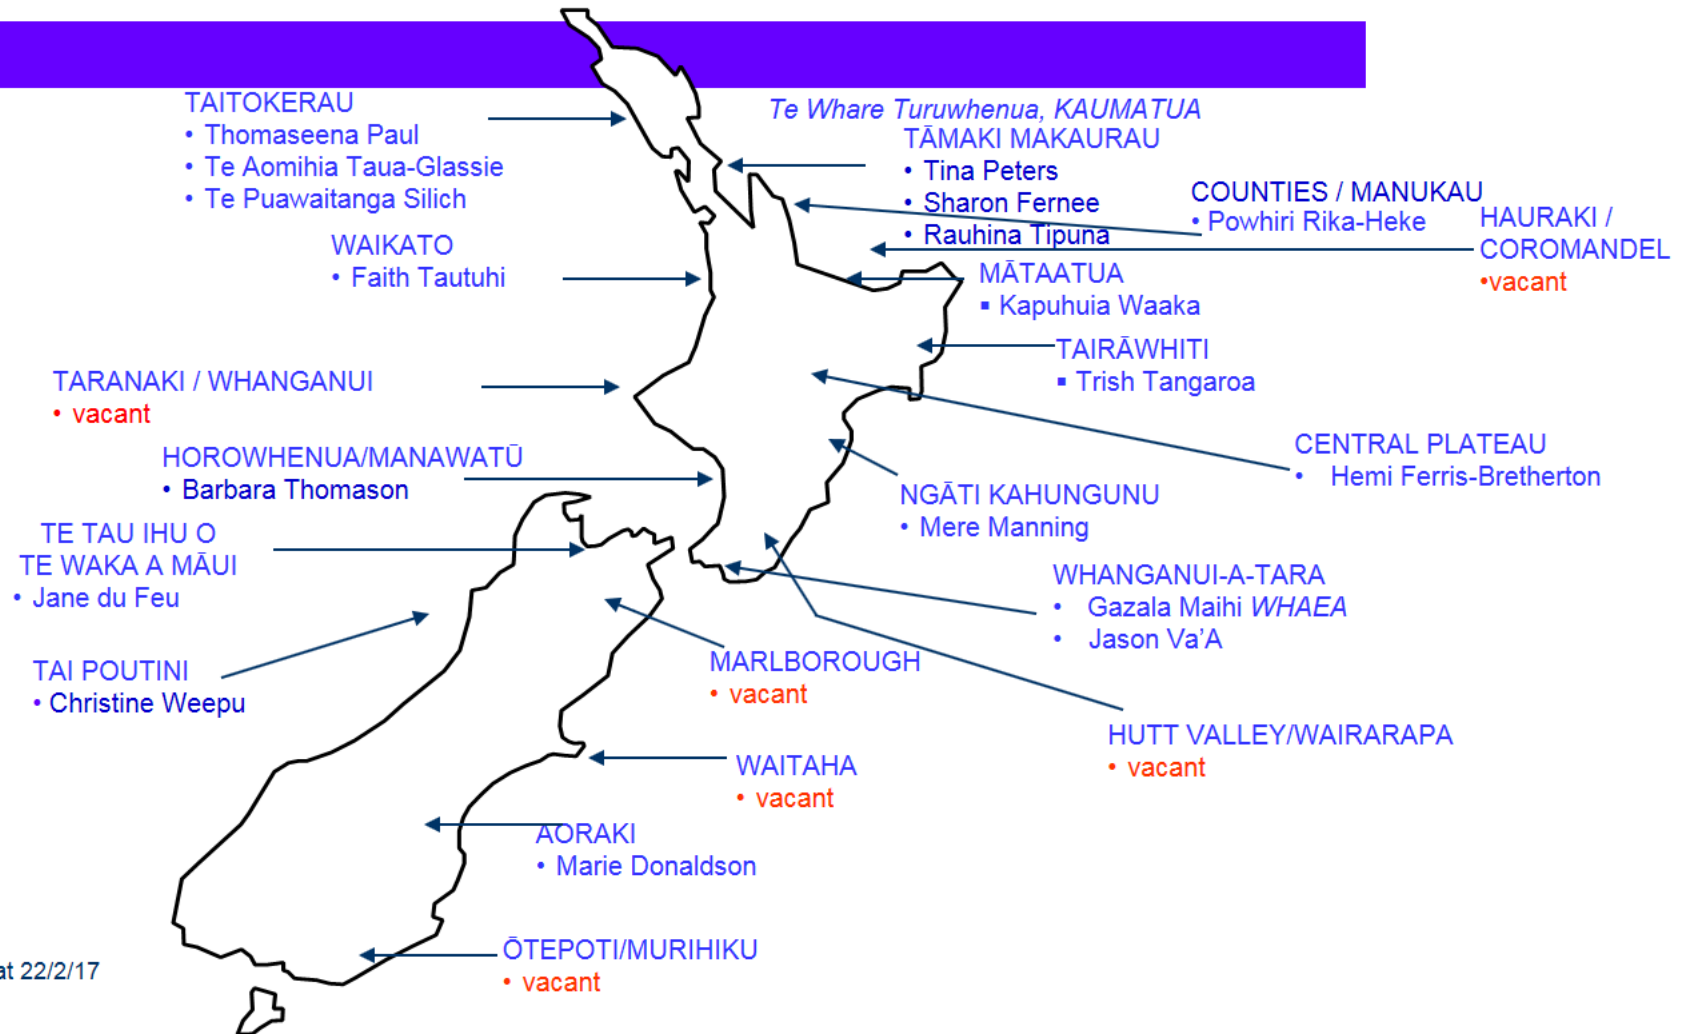 TAITOKERAU
• Thomaseena Paul
• Te Aomihia Taua-Glassie
• Te Puawaitanga Silich
Te Whare Turuwhenua, KAUMATUA
TĀMAKI MAKAURAU
• Tina Peters
• Sharon Fernee
• Rauhina Tipuna
COUNTIES / MANUKAU
• Powhiri Rika-Heke
HAURAKI /
COROMANDEL
•vacant
WAIKATO
• Faith Tautuhi
MĀTAATUA
▪ Kapuhuia Waaka
TAIRĀWHITI
▪ Trish Tangaroa
TARANAKI / WHANGANUI
• vacant
CENTRAL PLATEAU
• Hemi Ferris-Bretherton
HOROWHENUA/MANAWATŪ
• Barbara Thomason
NGĀTI KAHUNGUNU
• Mere Manning
TE TAU IHU O
TE WAKA A MĀUI
• Jane du Feu
WHANGANUI-A-TARA
• Gazala Maihi WHAEA
• Jason Va’A
TAI POUTINI
• Christine Weepu
MARLBOROUGH
• vacant
HUTT VALLEY/WAIRARAPA
• vacant
WAITAHA
• vacant
AORAKI
• Marie Donaldson
ŌTEPOTI/MURIHIKU
• vacant
at 22/2/17